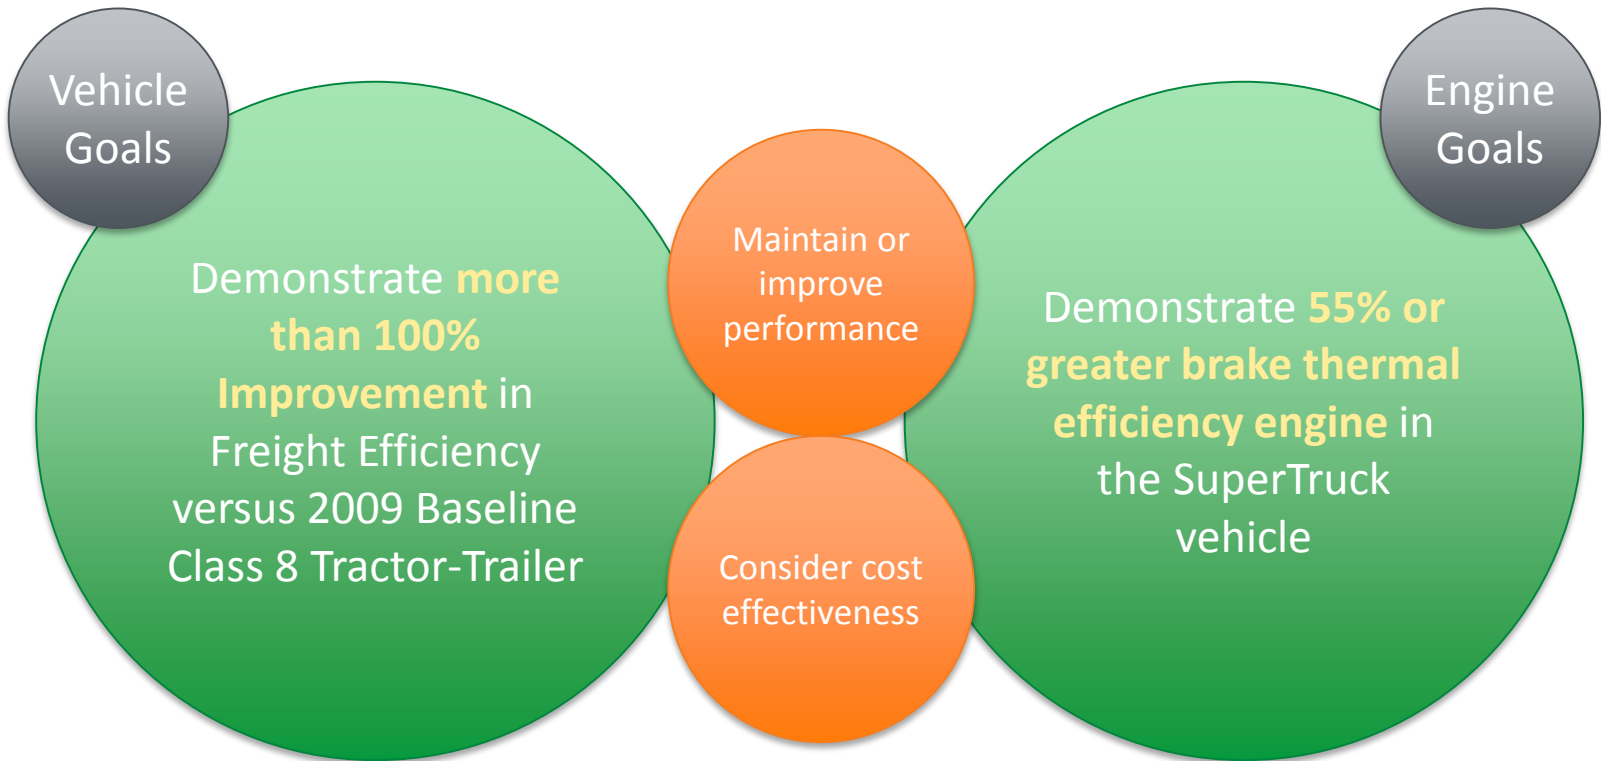 Vehicle
Goals
Demonstrate more
than 100%
Improvement in
Freight Efficiency
versus 2009 Baseline
Class 8 Tractor-Trailer
Maintain or
improve
performance
Consider cost
effectiveness
Engine
Goals
Demonstrate 55% or
greater brake thermal
efficiency engine in
the SuperTruck
vehicle